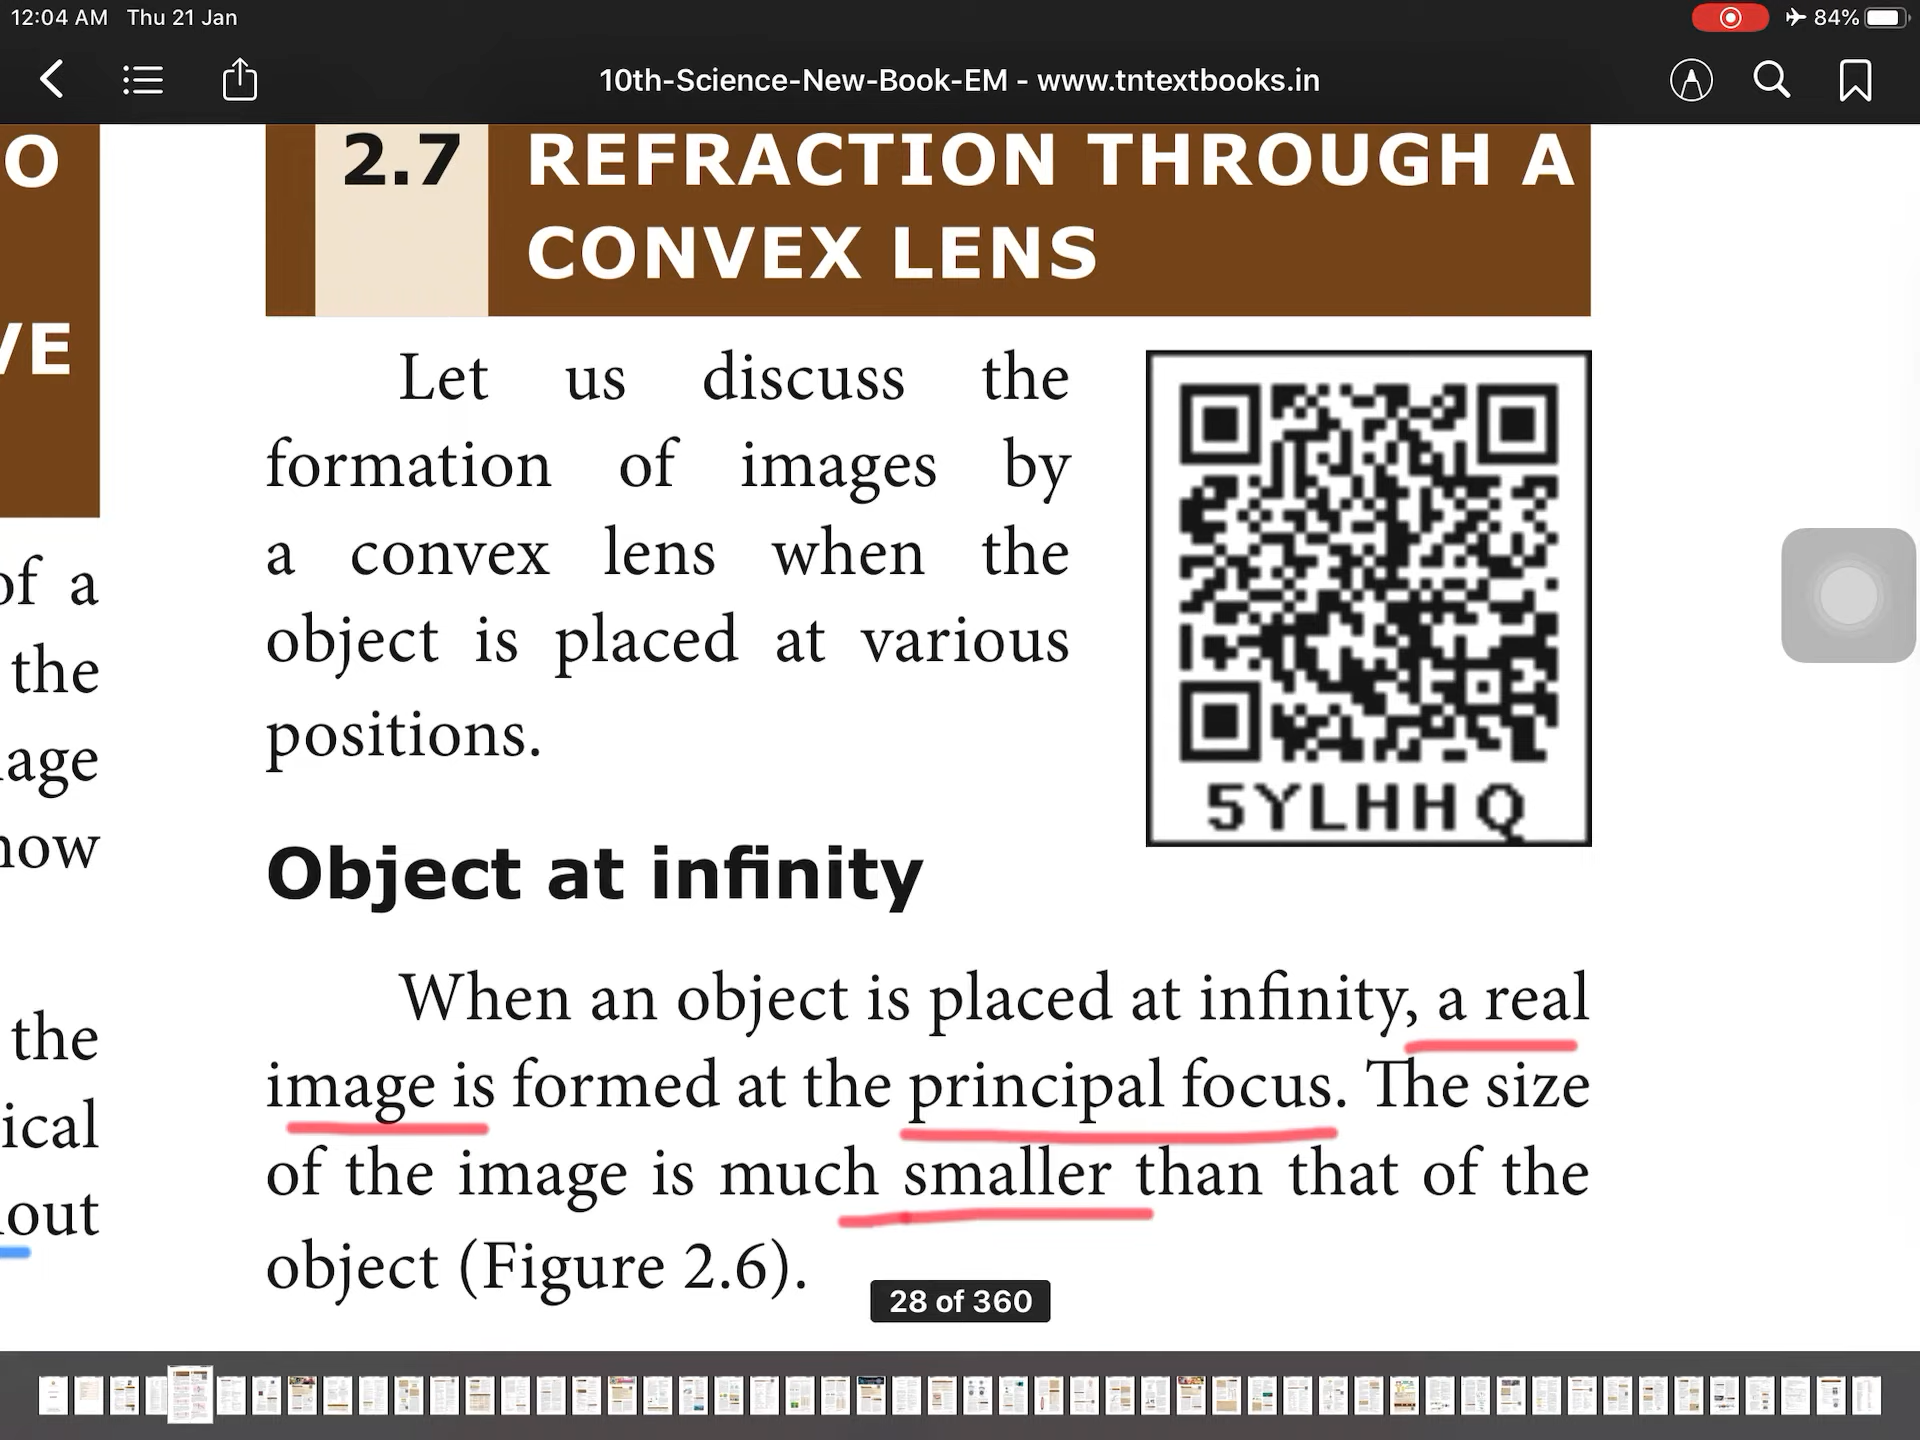 12:04 AM Thu 21 Jan
84%
10th-Science-New-Book-EM - www.tntextbooks.in
O
VE
of a
the
age
now
the
ical
out
2.7 REFRACTION THROUGH A
CONVEX LENS
Let us discuss the
formation of images by
a convex lens when the
object is placed at various
positions.
5YLHHQ
Object at infinity
When an object is placed at infinity, a real
image is formed at the principal focus. The size
of the image is much smaller than that of the
object (Figure 2.6).
28 of 360